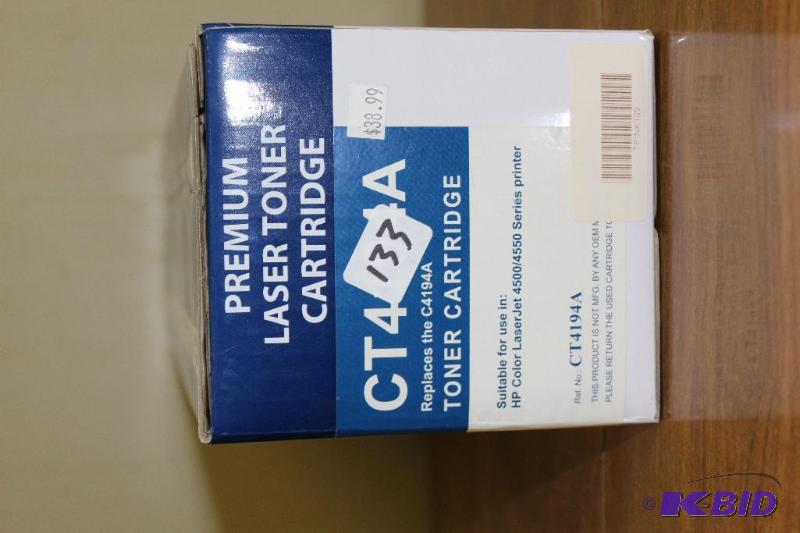 PREMIUM
LASER TONER
CARTRIDGE
$38.99
133
Replaces the C4194A
TONER CARTRIDGE
Suitable for use in:
HP Color LaserJet 4500/4550 Series printer
Ref. No.: CT4194A
THIS PRODUCT IS NOT MFG. BY ANY OEM
PLEASE RETURN THE USED CARTRIDGE
© K-BID